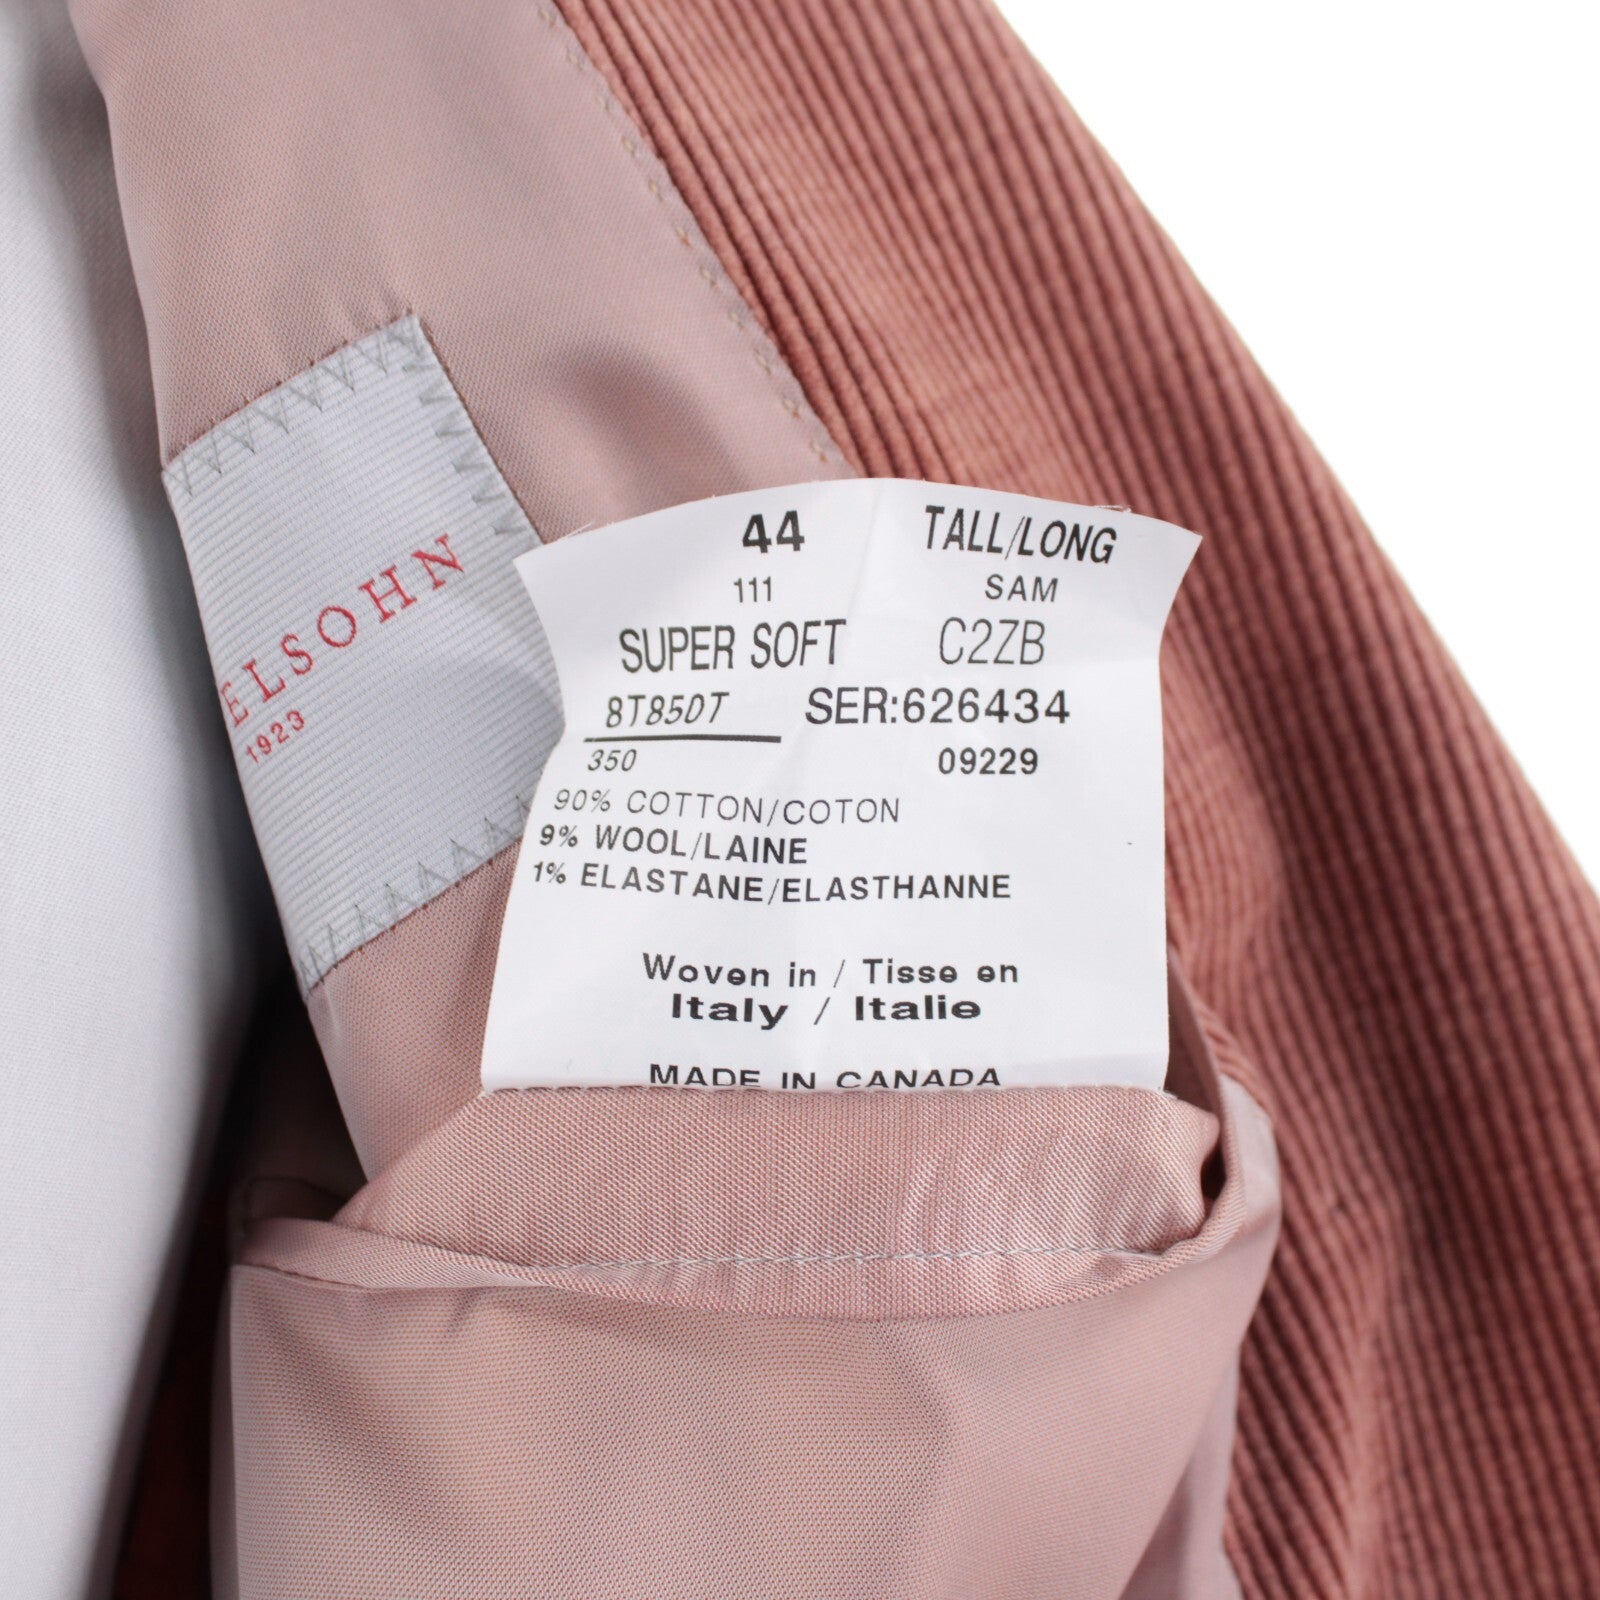 ELSOHN
1923
44 TALL/LONG
111 SAM
SUPER SOFT C2ZB
8T850T SER:626434
350 09229
90% COTTON/COTON
9% WOOL/LAINE
1% ELASTANE/ELASTHANNE
Woven in / Tisse en
Italy / Italie
MADE IN CANADA